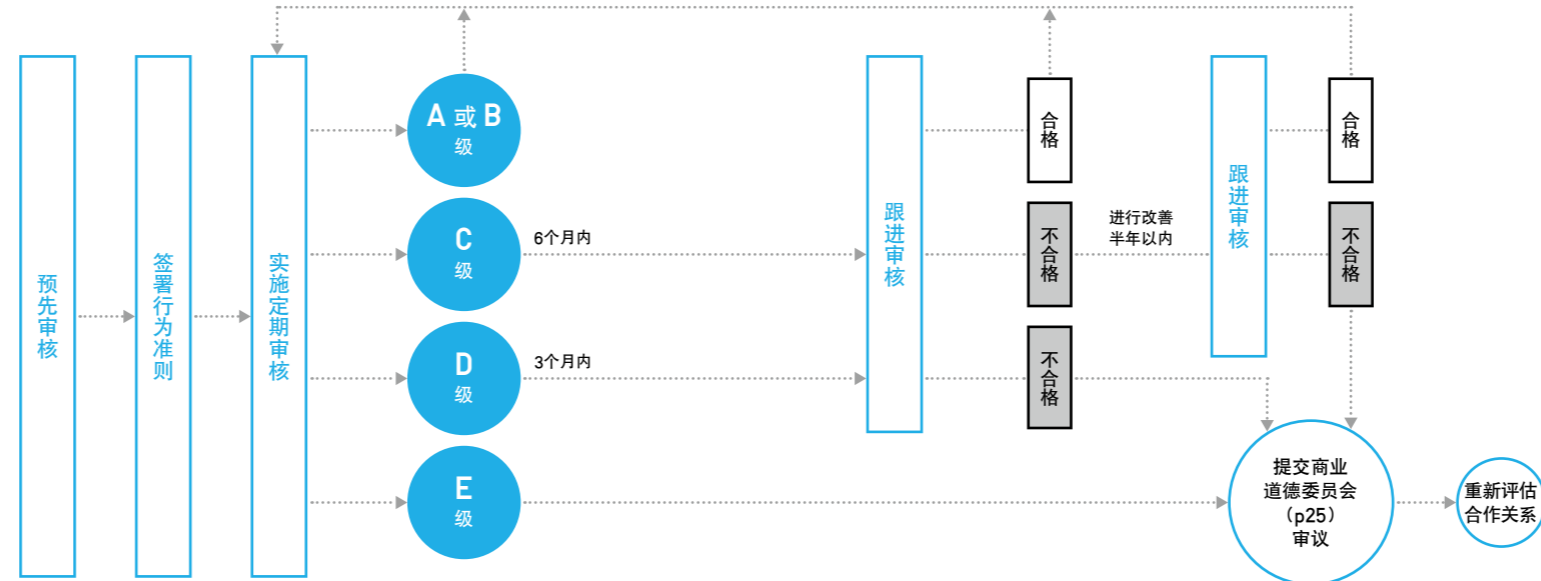 预先审核
签署行为准则
实施定期审核
A 或 B
级
C
级
6个月内
D
级
3个月内
E
级
跟进审核
合格
不合格
不合格
进行改善
半年以内
跟进审核
合格
不合格
提交商业
道德委员会
（p25）
审议
重新评估
合作关系